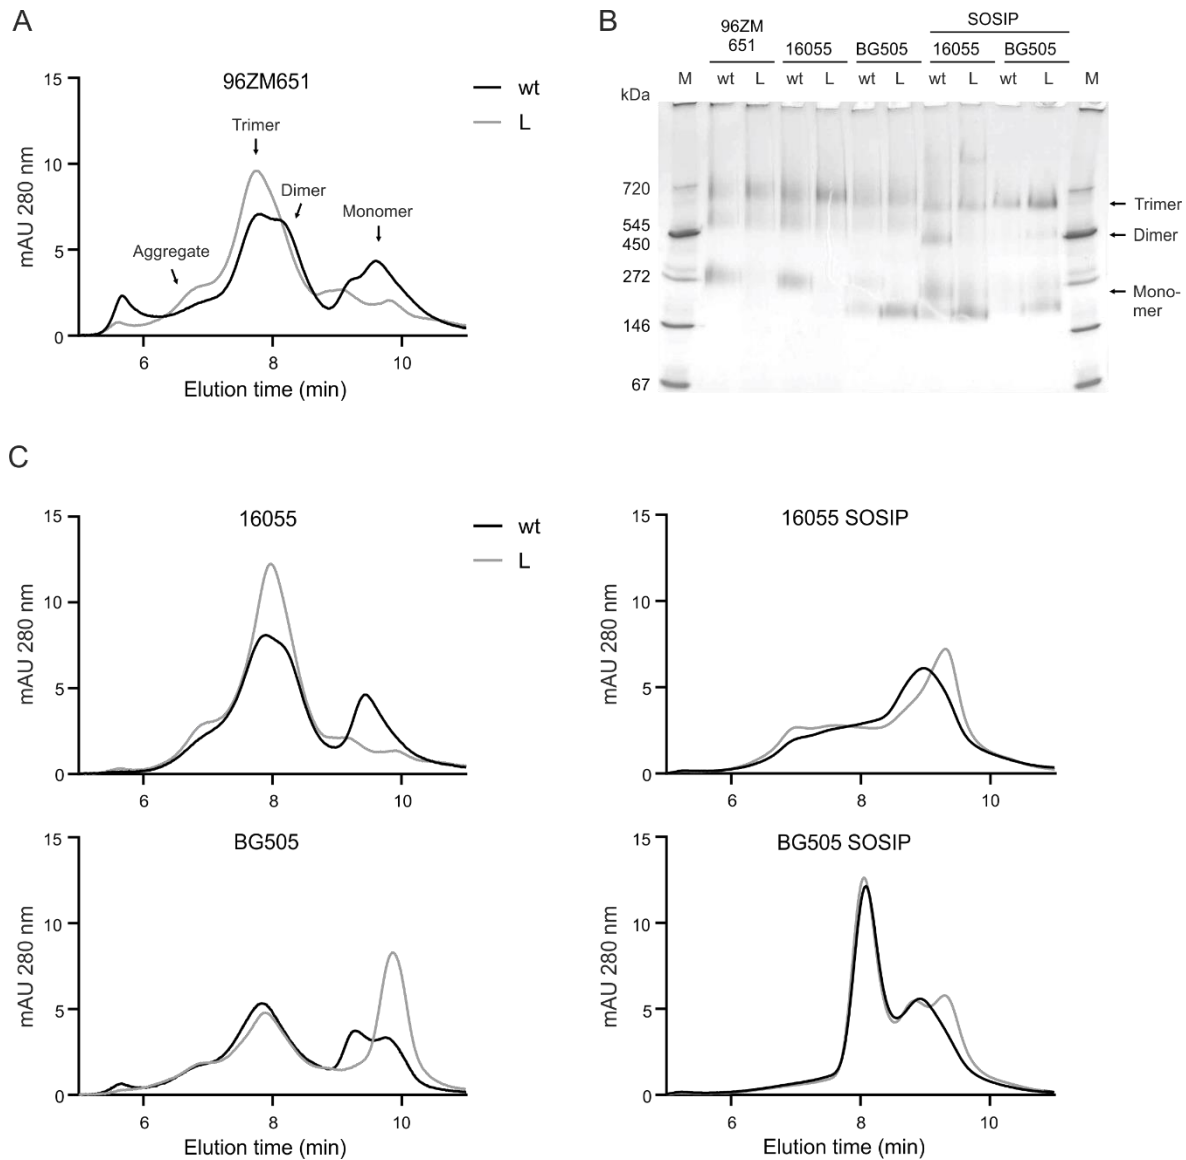 A
96ZM651
wt
L
Trimer
Dimer
Monomer
Aggregate
15
10
5
0
mAU 280 nm
6 8 10
Elution time (min)
B
SOSIP
96ZM
651
16055 BG505 16055 BG505
M wt L wt L wt L wt L wt L M
kDa
720
545
450
272
146
67
Trimer
Dimer
Mono-
mer
C
16055
wt
L
15
10
5
0
mAU 280 nm
6 8 10
16055 SOSIP
15
10
5
0
mAU 280 nm
6 8 10
BG505
15
10
5
0
mAU 280 nm
6 8 10
Elution time (min)
BG505 SOSIP
15
10
5
0
mAU 280 nm
6 8 10
Elution time (min)